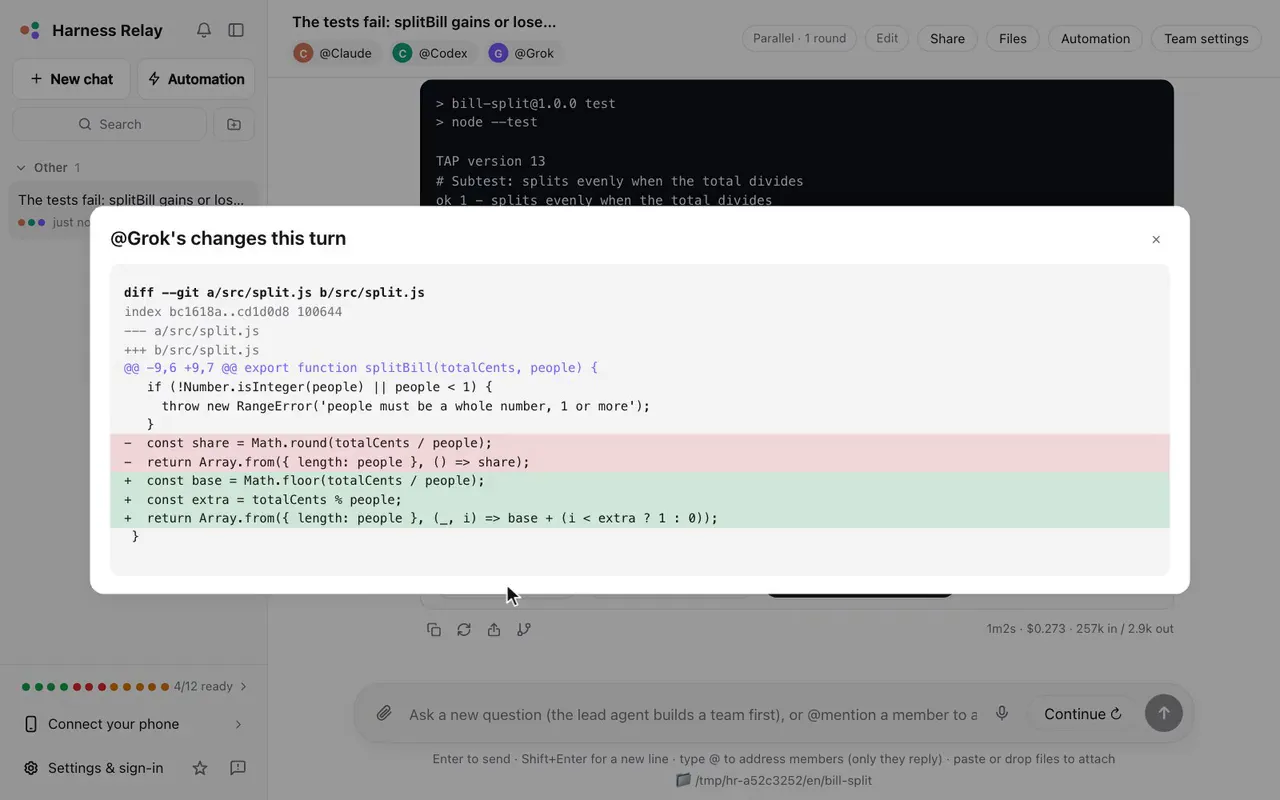 Harness Relay
+ New chat
Automation
Search
Other 1
The tests fail: splitBill gains or los...
just
4/12 ready
Connect your phone
Settings & sign-in
The tests fail: splitBill gains or lose...
C @Claude
C @Codex
G @Grok
Parallel · 1 round
Edit
Share
Files
Automation
Team settings
> bill-split@1.0.0 test
> node --test
TAP version 13
# Subtest: splits evenly when the total divides
ok 1 - splits evenly when the total divides
@Grok's changes this turn
×
diff --git a/src/split.js b/src/split.js
index bc1618a..cd1d0d8 100644
--- a/src/split.js
+++ b/src/split.js
@@ -9,6 +9,7 @@ export function splitBill(totalCents, people) {
if (!Number.isInteger(people) || people < 1) {
throw new RangeError('people must be a whole number, 1 or more');
}
- const share = Math.round(totalCents / people);
- return Array.from({ length: people }, () => share);
+ const base = Math.floor(totalCents / people);
+ const extra = totalCents % people;
+ return Array.from({ length: people }, (_, i) => base + (i < extra ? 1 : 0));
}
1m2s · $0.273 · 257k in / 2.9k out
Ask a new question (the lead agent builds a team first), or @mention a member to a
Continue
Enter to send · Shift+Enter for a new line · type @ to address members (only they reply) · paste or drop files to attach
/tmp/hr-a52c3252/en/bill-split